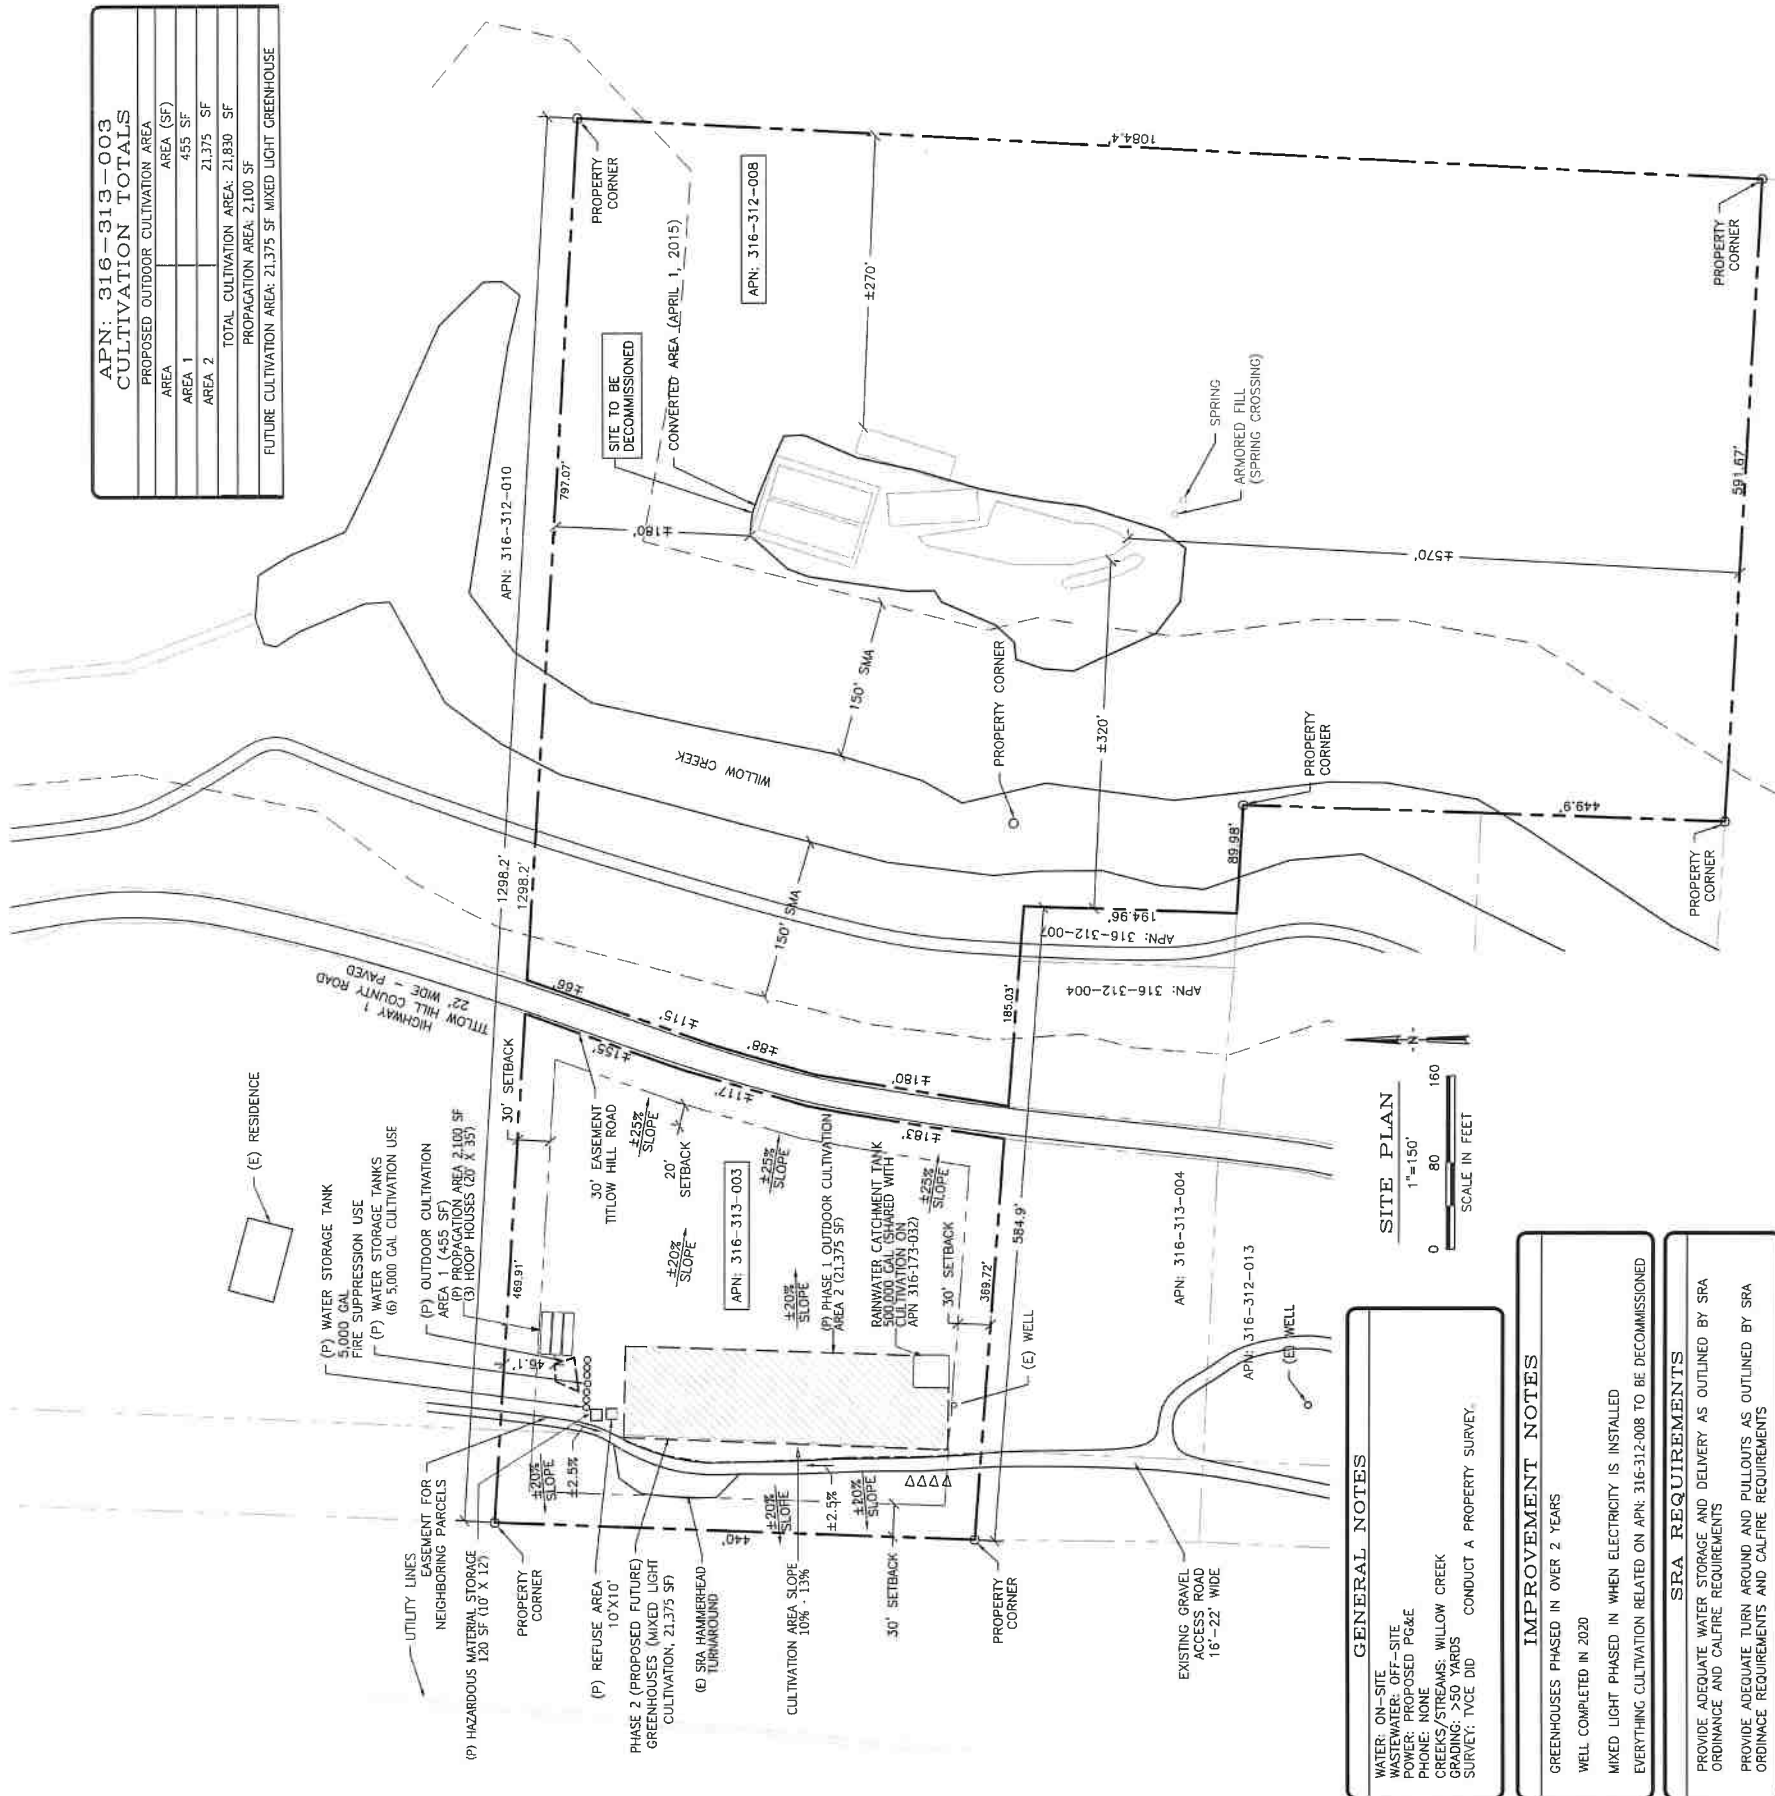 APN: 316-313-003
CULTIVATION TOTALS
PROPOSED OUTDOOR CULTIVATION AREA
AREA AREA (SF)
AREA 1 455 SF
AREA 2 21,375 SF
TOTAL CULTIVATION AREA: 21,830 SF
PROPAGATION AREA: 2,100 SF
FUTURE CULTIVATION AREA: 21,375 SF MIXED LIGHT GREENHOUSE
UTILITY LINES
EASEMENT FOR
NEIGHBORING PARCELS
(P) HAZARDOUS MATERIAL STORAGE
120 SF (10' X 12')
PROPERTY
CORNER
(P) REFUSE AREA
10'X10'
PHASE 2 (PROPOSED FUTURE)
GREENHOUSES (MIXED LIGHT
CULTIVATION, 21,375 SF)
(E) SRA HAMMERHEAD
TURNAROUND
CULTIVATION AREA SLOPE
10% - 13%
30' SETBACK
PROPERTY
CORNER
EXISTING GRAVEL
ACCESS ROAD
16'-22' WIDE
(E) RESIDENCE
(P) WATER STORAGE TANK
5,000 GAL
FIRE SUPPRESSION USE
(P) WATER STORAGE TANKS
(6) 5,000 GAL CULTIVATION USE
(P) OUTDOOR CULTIVATION
AREA 1 (455 SF)
(P) PROPAGATION AREA 2,100 SF
(3) HOOP HOUSES (20' X 35')
±20%
SLOPE
±2.5%
±20%
SLOPE
±2.5%
±20%
SLOPE
440'
46.1'
469.91'
30' SETBACK
1298.2'
1298.2'
APN: 316-312-010
797.07'
30' EASEMENT
TITLOW HILL ROAD
±25%
SLOPE
20'
SETBACK
±20%
SLOPE
±25%
SLOPE
APN: 316-313-003
±20%
SLOPE
(P) PHASE 1 OUTDOOR CULTIVATION
AREA 2 (21,375 SF)
RAINWATER CATCHMENT TANK
500,000 GAL (SHARED WITH
CULTIVATION ON
APN 316-173-032)
±25%
SLOPE
30' SETBACK
369.72'
584.9'
(E) WELL
APN: 316-313-004
APN: 316-312-013
(E) WELL
HIGHWAY 1
TITLOW HILL COUNTY ROAD
22' WIDE - PAVED
±66'
±115'
±88'
±180'
±155'
±117'
±183'
185.03'
150' SMA
WILLOW CREEK
150' SMA
APN: 316-312-004
APN: 316-312-007
194.96'
89.98'
449.9'
PROPERTY CORNER
PROPERTY
CORNER
PROPERTY
CORNER
±320'
±180'
SITE TO BE
DECOMMISSIONED
CONVERTED AREA (APRIL 1, 2015)
PROPERTY
CORNER
APN: 316-312-008
±270'
1084.4'
SPRING
ARMORED FILL
(SPRING CROSSING)
±570'
591.67'
PROPERTY
CORNER
-Z-
SITE PLAN
1"=150'
0 80 160
SCALE IN FEET
GENERAL NOTES
WATER: ON-SITE
WASTEWATER: OFF-SITE
POWER: PROPOSED PG&E
PHONE: NONE
CREEKS/STREAMS: WILLOW CREEK
GRADING: >50 YARDS
SURVEY: TVCE DID CONDUCT A PROPERTY SURVEY.
IMPROVEMENT NOTES
GREENHOUSES PHASED IN OVER 2 YEARS
WELL COMPLETED IN 2020
MIXED LIGHT PHASED IN WHEN ELECTRICITY IS INSTALLED
EVERYTHING CULTIVATION RELATED ON APN: 316-312-008 TO BE DECOMMISSIONED
SRA REQUIREMENTS
PROVIDE ADEQUATE WATER STORAGE AND DELIVERY AS OUTLINED BY SRA
ORDINANCE AND CALFIRE REQUIREMENTS
PROVIDE ADEQUATE TURN AROUND AND PULLOUTS AS OUTLINED BY SRA
ORDINACE REQUIREMENTS AND CALFIRE REQUIREMENTS